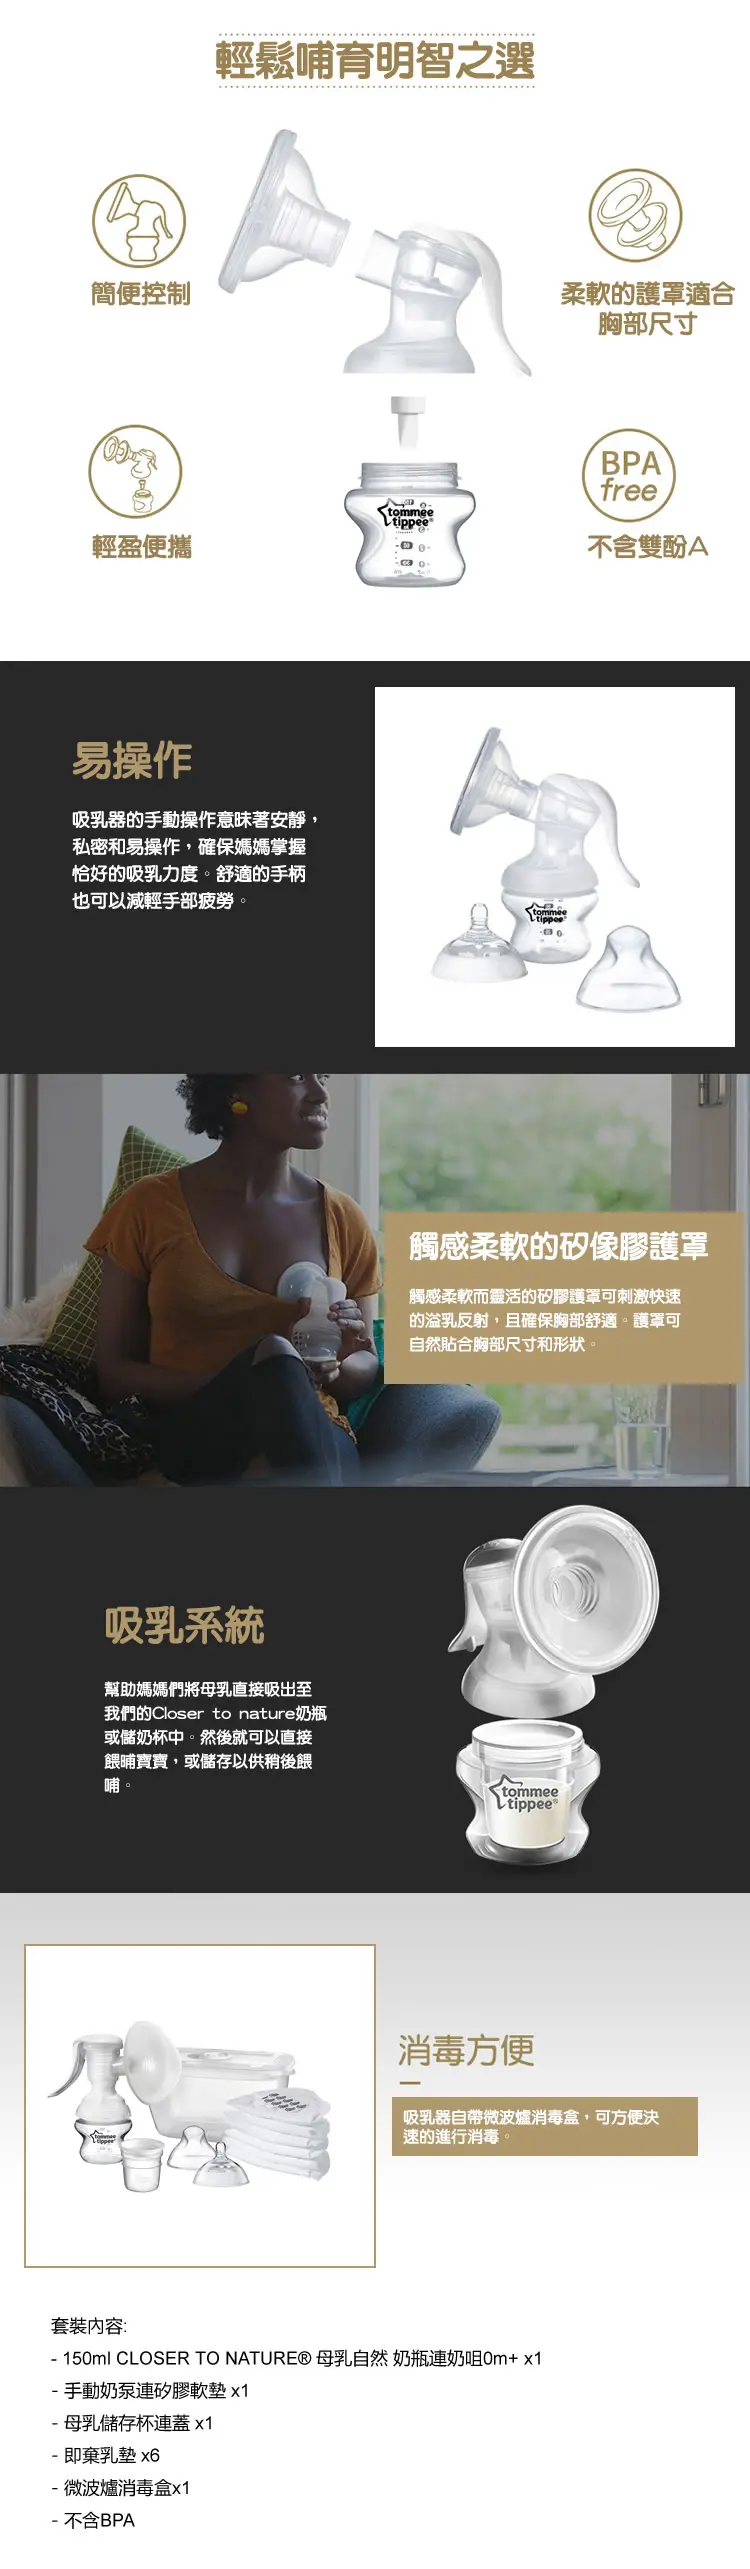 輕鬆哺育明智之選
簡便控制
柔軟的護罩適合
胸部尺寸
輕盈便攜
BPA
free
不含雙酚A
tommee
tippee®
易操作
吸乳器的手動操作意味著安靜，
私密和易操作，確保媽媽掌握
恰好的吸乳力度。舒適的手柄
也可以減輕手部疲勞。
tommee
tippee®
觸感柔軟的矽像膠護罩
觸感柔軟而靈活的矽膠護罩可刺激快速
的溢乳反射，且確保胸部舒適。護罩可
自然貼合胸部尺寸和形狀。
吸乳系統
幫助媽媽們將母乳直接吸出至
我們的Closer to nature奶瓶
或儲奶杯中。然後就可以直接
餵哺寶寶，或儲存以供稍後餵
哺。
tommee
tippee®
消毒方便
吸乳器自帶微波爐消毒盒，可方便決
速的進行消毒。
tommee
tippee
套裝內容:
- 150ml CLOSER TO NATURE® 母乳自然 奶瓶連奶咀0m+ x1
- 手動奶泵連矽膠軟墊 x1
- 母乳儲存杯連蓋 x1
- 即棄乳墊 x6
- 微波爐消毒盒x1
- 不含BPA